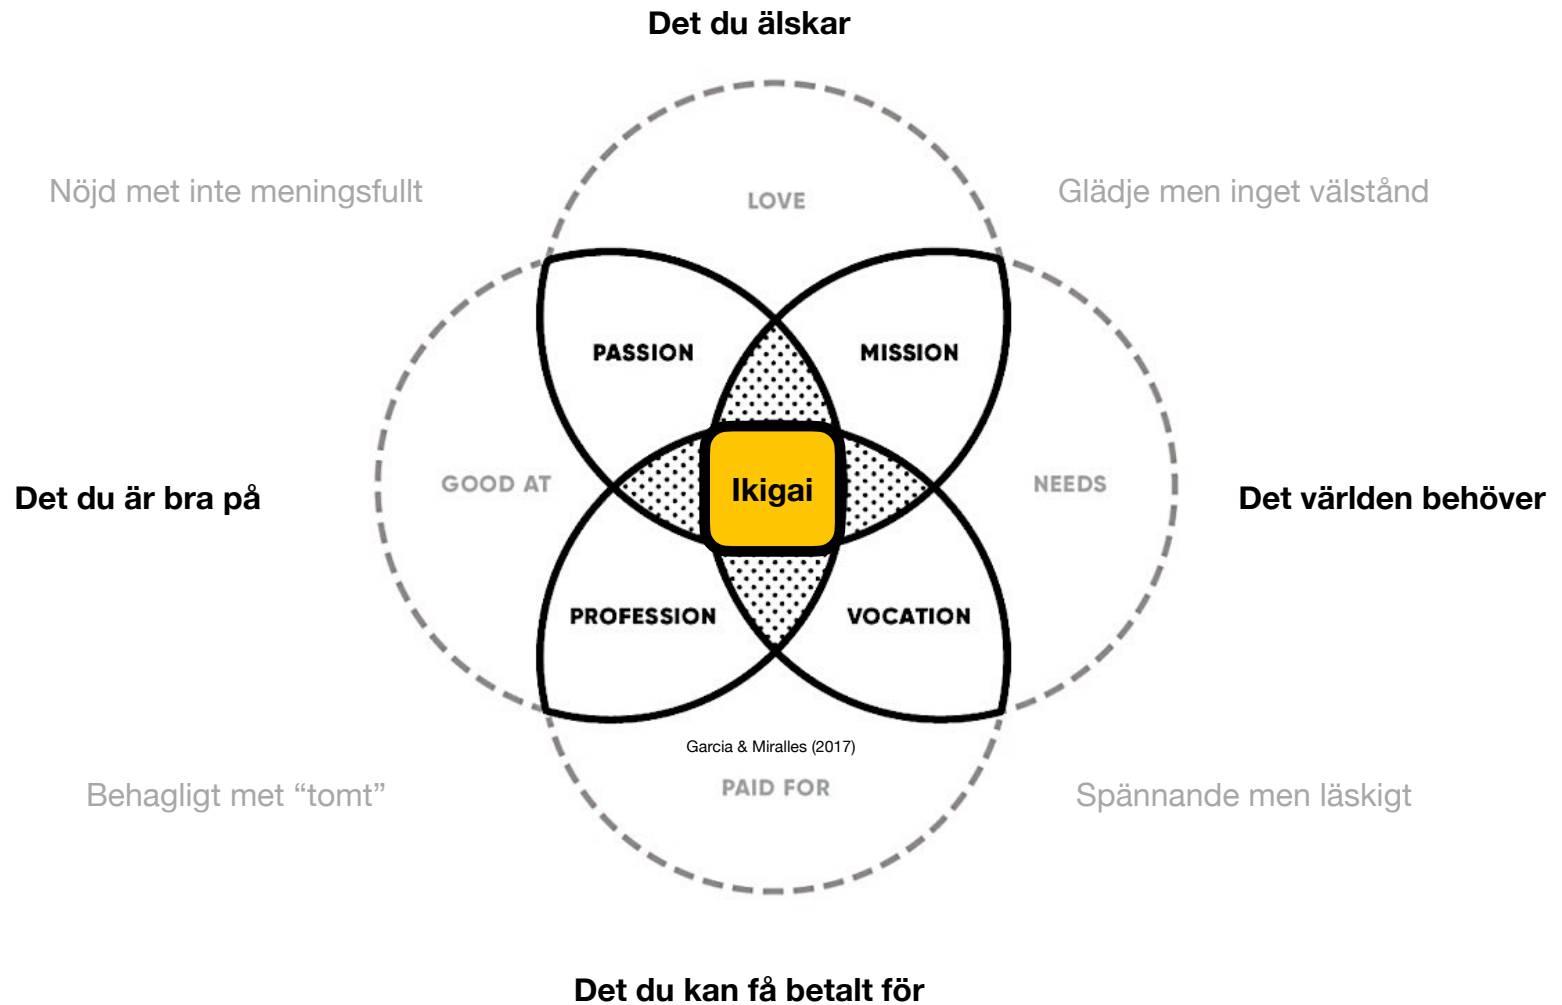 Det du älskar
Nöjd met inte meningsfullt
Glädje men inget välstånd
LOVE
PASSION
MISSION
GOOD AT
Ikigai
NEEDS
Det du är bra på
Det världen behöver
PROFESSION
VOCATION
Garcia & Miralles (2017)
PAID FOR
Behagligt met “tomt”
Spännande men läskigt
Det du kan få betalt för